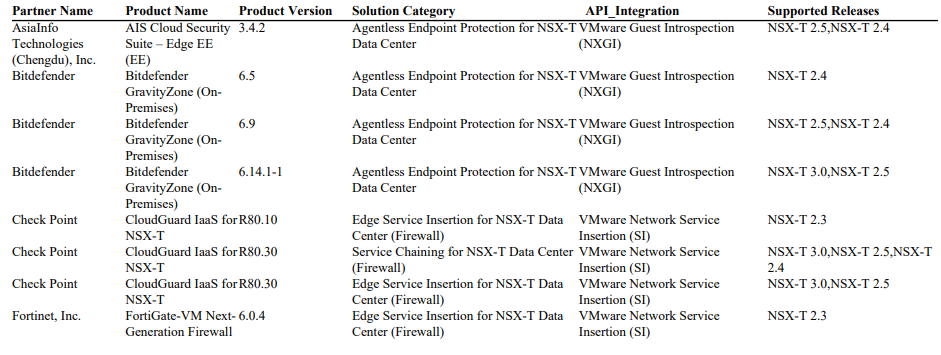 Partner Name Product Name Product Version Solution Category API_Integration Supported Releases
AsiaInfo AIS Cloud Security 3.4.2 Agentless Endpoint Protection for NSX-T VMware Guest Introspection NSX-T 2.5,NSX-T 2.4
Technologies Suite – Edge EE Data Center (NXGI)
(Chengdu), Inc. (EE)
Bitdefender Bitdefender 6.5 Agentless Endpoint Protection for NSX-T VMware Guest Introspection NSX-T 2.4
GravityZone (On- Data Center (NXGI)
Premises)
Bitdefender Bitdefender 6.9 Agentless Endpoint Protection for NSX-T VMware Guest Introspection NSX-T 2.5,NSX-T 2.4
GravityZone (On- Data Center (NXGI)
Premises)
Bitdefender Bitdefender 6.14.1-1 Agentless Endpoint Protection for NSX-T VMware Guest Introspection NSX-T 3.0,NSX-T 2.5
GravityZone (On- Data Center (NXGI)
Premises)
Check Point CloudGuard IaaS for R80.10 Edge Service Insertion for NSX-T Data VMware Network Service NSX-T 2.3
NSX-T Center (Firewall) Insertion (SI)
Check Point CloudGuard IaaS for R80.30 Service Chaining for NSX-T Data Center VMware Network Service NSX-T 3.0,NSX-T 2.5,NSX-T
NSX-T (Firewall) Insertion (SI) 2.4
Check Point CloudGuard IaaS for R80.30 Edge Service Insertion for NSX-T Data VMware Network Service NSX-T 3.0,NSX-T 2.5
NSX-T Center (Firewall) Insertion (SI)
Fortinet, Inc. FortiGate-VM Next- 6.0.4 Edge Service Insertion for NSX-T Data VMware Network Service NSX-T 2.3
Generation Firewall Center (Firewall) Insertion (SI)